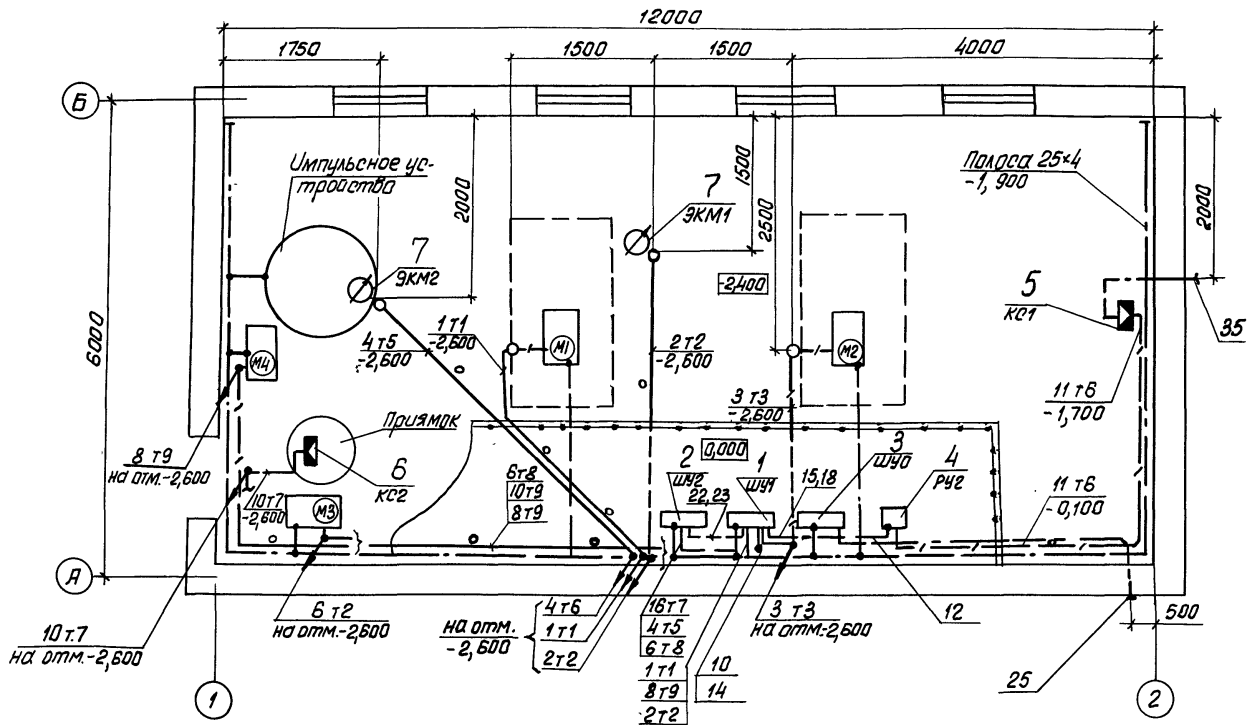 12000
1750
1500
1500
4000
Б
Импульсное ус-
тройство
2000
7
ЭКМ1
1500
2500
Полоса 25×4
-1,900
2000
7
ЭКМ2
-2,400
5
КС1
35
6000
1т1
-2,600
4т5
-2,600
М1
2т2
-2,600
М2
М4
3т3
-2,600
11т6
-1,700
Приямок
0,000
8т9
на отм.-2,600
6
КС2
6т8
10т9
8т9
2
ШУ2
1
ШУ1
15,18
3
ШУО
4
РУ2
22,23
10т7
-2,600
М3
11т6
-0,100
А
6т2
на отм.-2,600
на отм.
-2,600
4т6
1т1
2т2
16т7
4т5
6т8
1т1
8т9
2т2
10
14
3т3
на отм.-2,600
12
500
10т.7
на отм.-2,600
25
1
2